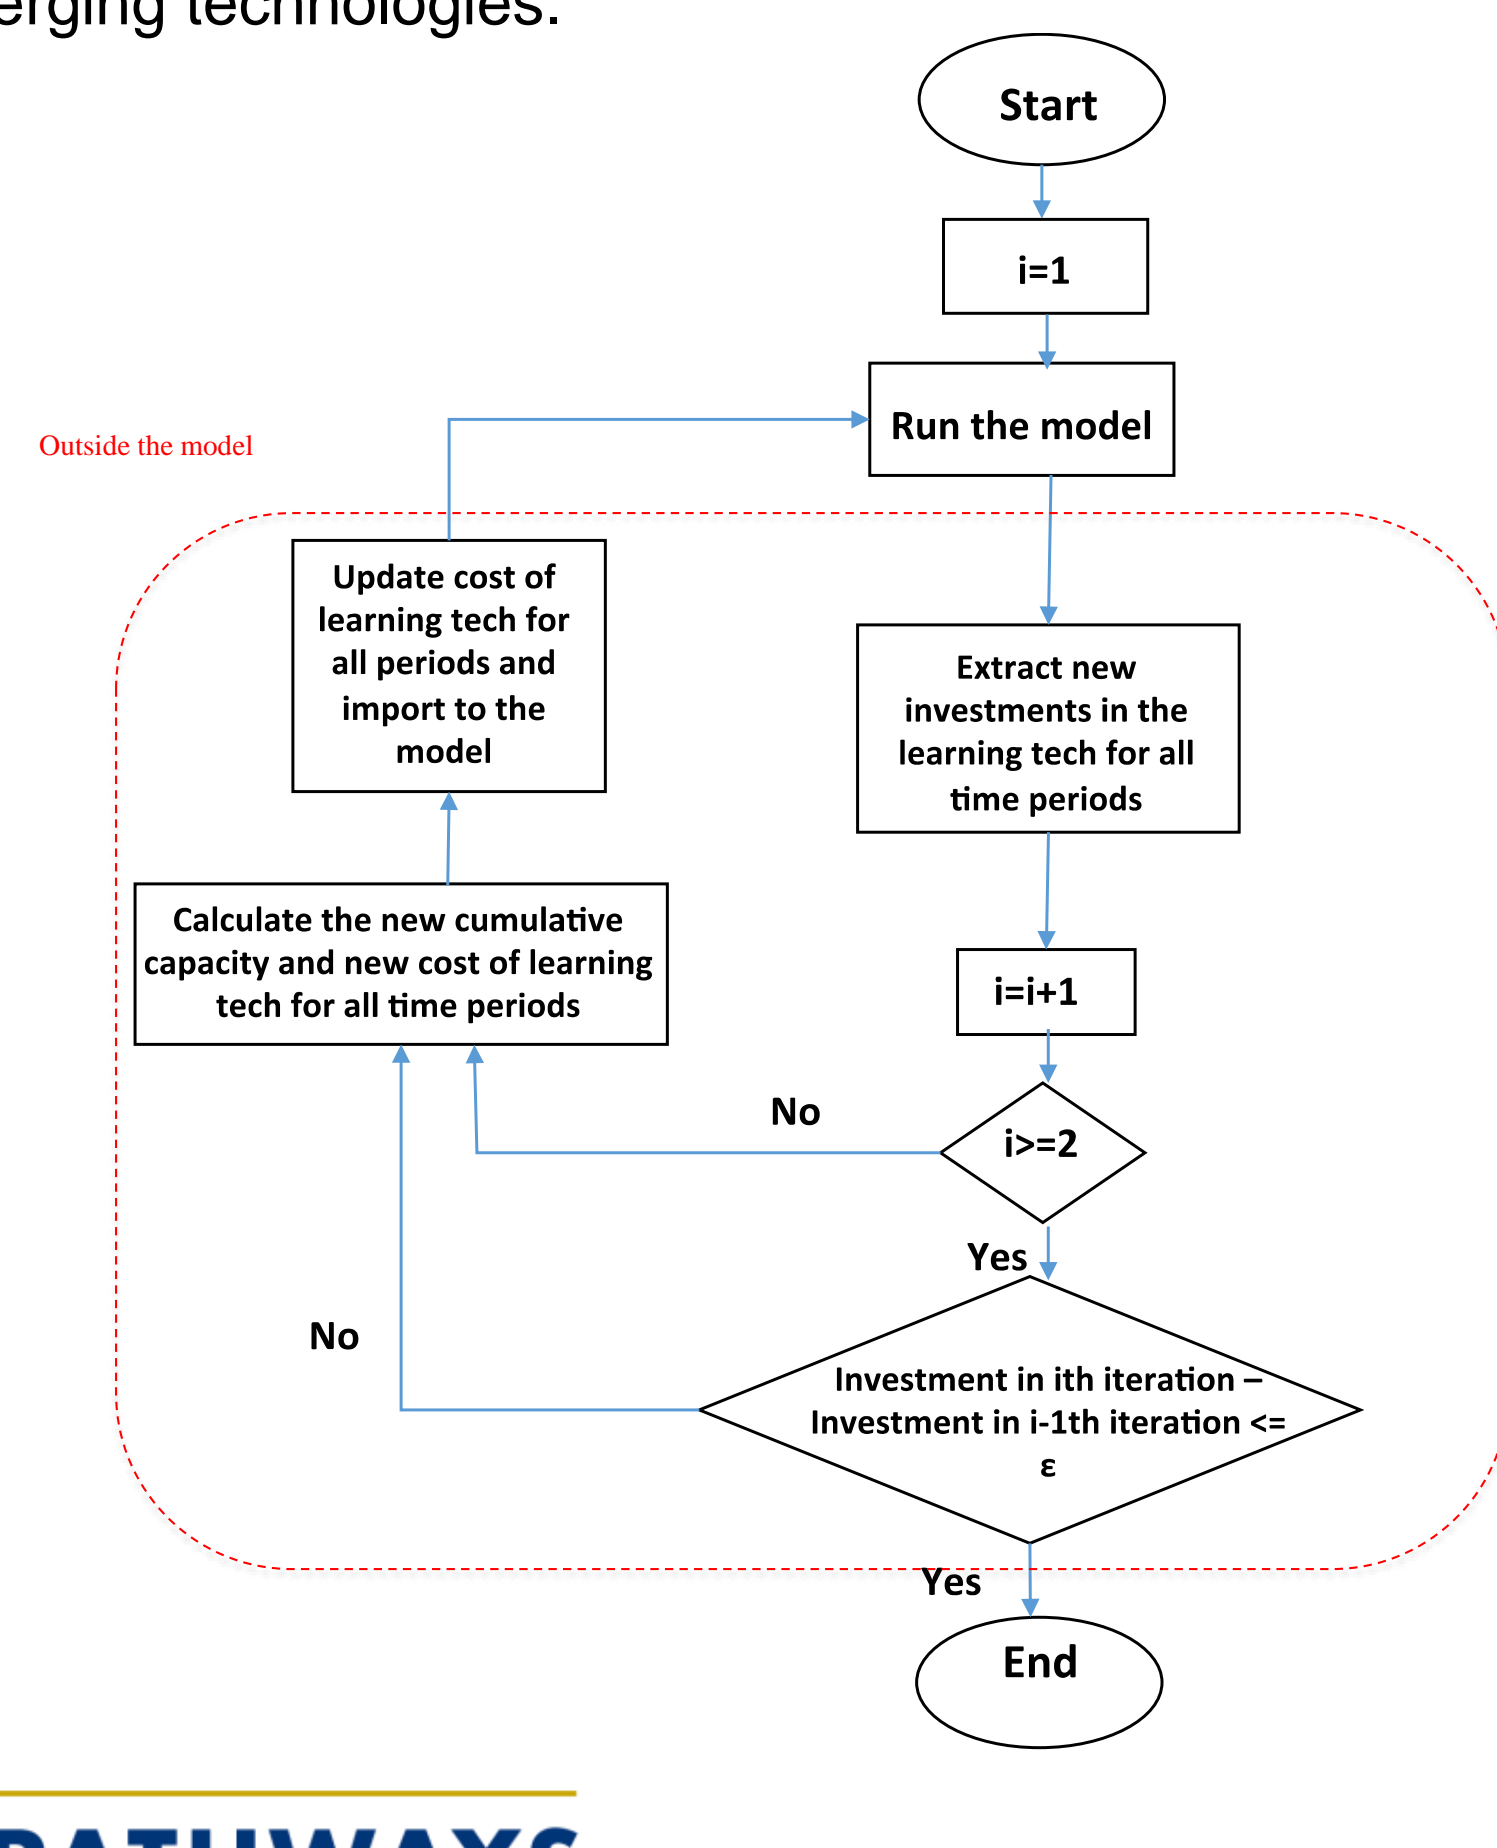 technologies.
Start
i=1
Run the model
Outside the model
Update cost of
learning tech for
all periods and
import to the
model
Extract new
investments in the
learning tech for all
time periods
Calculate the new cumulative
capacity and new cost of learning
tech for all time periods
i=i+1
i>=2
No
Yes
No
Investment in ith iteration –
Investment in i-1th iteration <=
ε
Yes
End
PATHWAYS